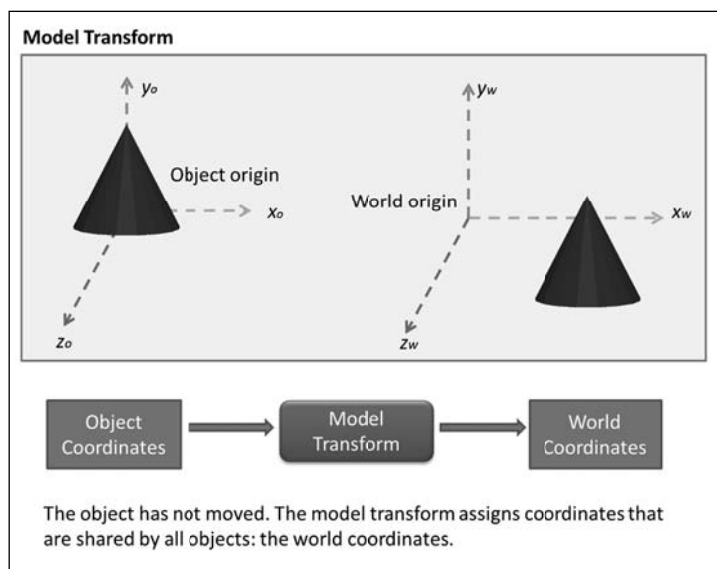 Model Transform
yo
yw
Object origin
World origin
xo
xw
zo
zw
Object
Coordinates
Model
Transform
World
Coordinates
The object has not moved. The model transform assigns coordinates that
are shared by all objects: the world coordinates.